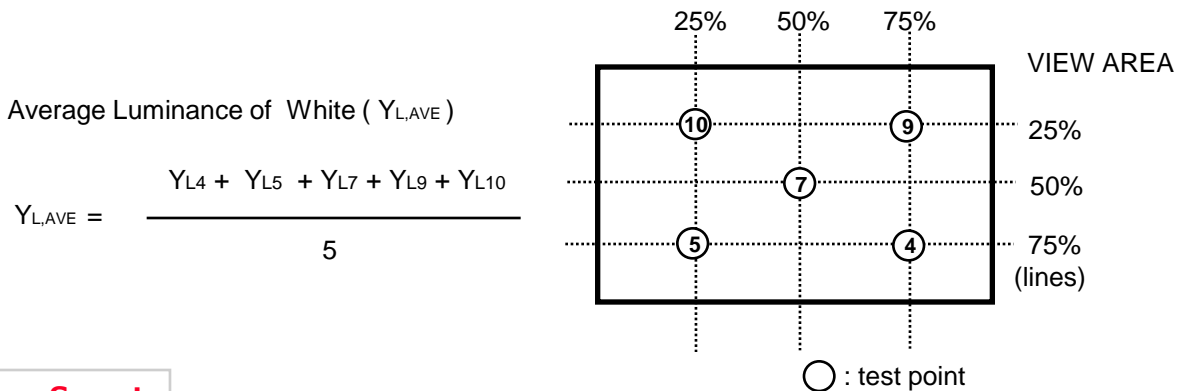 25% 50% 75%
VIEW AREA
Average Luminance of White ( YL,AVE )
10 9 25%
YL4 + YL5 + YL7 + YL9 + YL10
7 50%
YL,AVE =
5
5 4 75%
(lines)
: test point